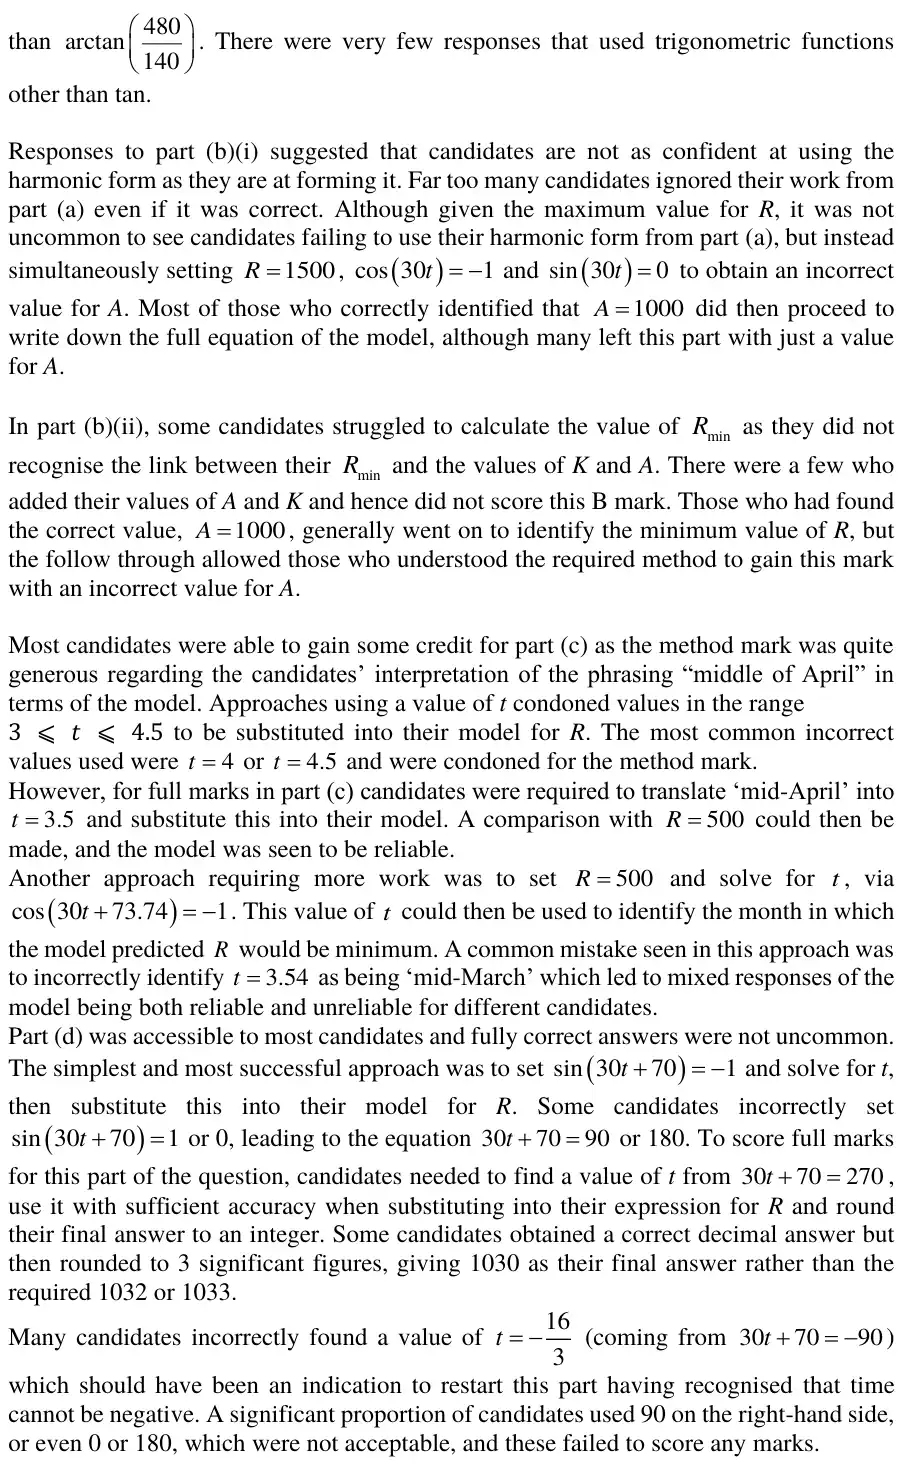 than arctan(480/140). There were very few responses that used trigonometric functions
other than tan.
Responses to part (b)(i) suggested that candidates are not as confident at using the
harmonic form as they are at forming it. Far too many candidates ignored their work from
part (a) even if it was correct. Although given the maximum value for R, it was not
uncommon to see candidates failing to use their harmonic form from part (a), but instead
simultaneously setting R = 1500, cos(30t) = −1 and sin(30t) = 0 to obtain an incorrect
value for A. Most of those who correctly identified that A = 1000 did then proceed to
write down the full equation of the model, although many left this part with just a value
for A.
In part (b)(ii), some candidates struggled to calculate the value of R_min as they did not
recognise the link between their R_min and the values of K and A. There were a few who
added their values of A and K and hence did not score this B mark. Those who had found
the correct value, A = 1000, generally went on to identify the minimum value of R, but
the follow through allowed those who understood the required method to gain this mark
with an incorrect value for A.
Most candidates were able to gain some credit for part (c) as the method mark was quite
generous regarding the candidates’ interpretation of the phrasing “middle of April” in
terms of the model. Approaches using a value of t condoned values in the range
3 ⩽ t ⩽ 4.5 to be substituted into their model for R. The most common incorrect
values used were t = 4 or t = 4.5 and were condoned for the method mark.
However, for full marks in part (c) candidates were required to translate ‘mid-April’ into
t = 3.5 and substitute this into their model. A comparison with R = 500 could then be
made, and the model was seen to be reliable.
Another approach requiring more work was to set R = 500 and solve for t, via
cos(30t + 73.74) = −1. This value of t could then be used to identify the month in which
the model predicted R would be minimum. A common mistake seen in this approach was
to incorrectly identify t = 3.54 as being ‘mid-March’ which led to mixed responses of the
model being both reliable and unreliable for different candidates.
Part (d) was accessible to most candidates and fully correct answers were not uncommon.
The simplest and most successful approach was to set sin(30t + 70) = −1 and solve for t,
then substitute this into their model for R. Some candidates incorrectly set
sin(30t + 70) = 1 or 0, leading to the equation 30t + 70 = 90 or 180. To score full marks
for this part of the question, candidates needed to find a value of t from 30t + 70 = 270,
use it with sufficient accuracy when substituting into their expression for R and round
their final answer to an integer. Some candidates obtained a correct decimal answer but
then rounded to 3 significant figures, giving 1030 as their final answer rather than the
required 1032 or 1033.
Many candidates incorrectly found a value of t = −16/3 (coming from 30t + 70 = −90)
which should have been an indication to restart this part having recognised that time
cannot be negative. A significant proportion of candidates used 90 on the right-hand side,
or even 0 or 180, which were not acceptable, and these failed to score any marks.